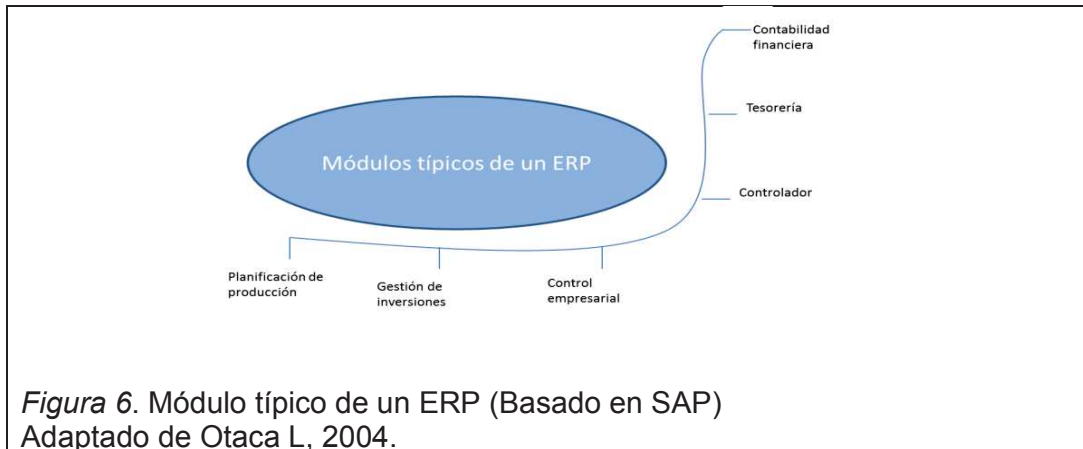 Contabilidad
financiera
Tesorería
Módulos típicos de un ERP
Controlador
Planificación de
producción
Gestión de
inversiones
Control
empresarial
Figura 6. Módulo típico de un ERP (Basado en SAP)
Adaptado de Otaca L, 2004.